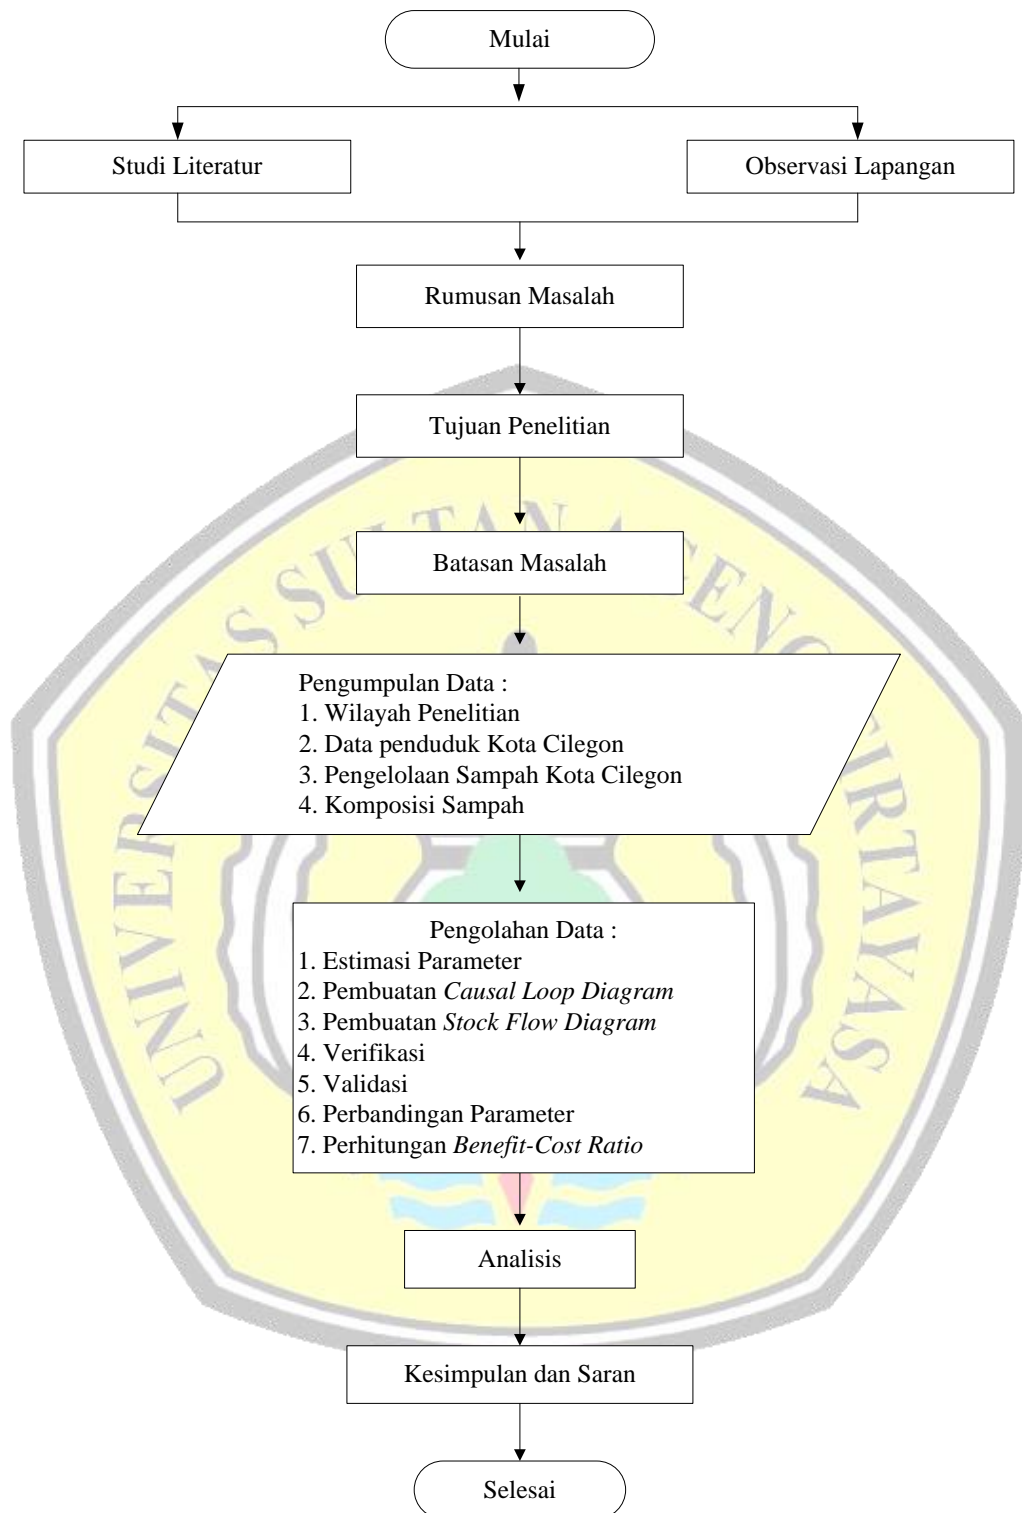 Mulai
Studi Literatur
Observasi Lapangan
Rumusan Masalah
Tujuan Penelitian
Batasan Masalah
Pengumpulan Data :
1. Wilayah Penelitian
2. Data penduduk Kota Cilegon
3. Pengelolaan Sampah Kota Cilegon
4. Komposisi Sampah
Pengolahan Data :
1. Estimasi Parameter
2. Pembuatan Causal Loop Diagram
3. Pembuatan Stock Flow Diagram
4. Verifikasi
5. Validasi
6. Perbandingan Parameter
7. Perhitungan Benefit-Cost Ratio
Analisis
Kesimpulan dan Saran
Selesai
UNIVERSITAS SULTAN
TIRTAYASA